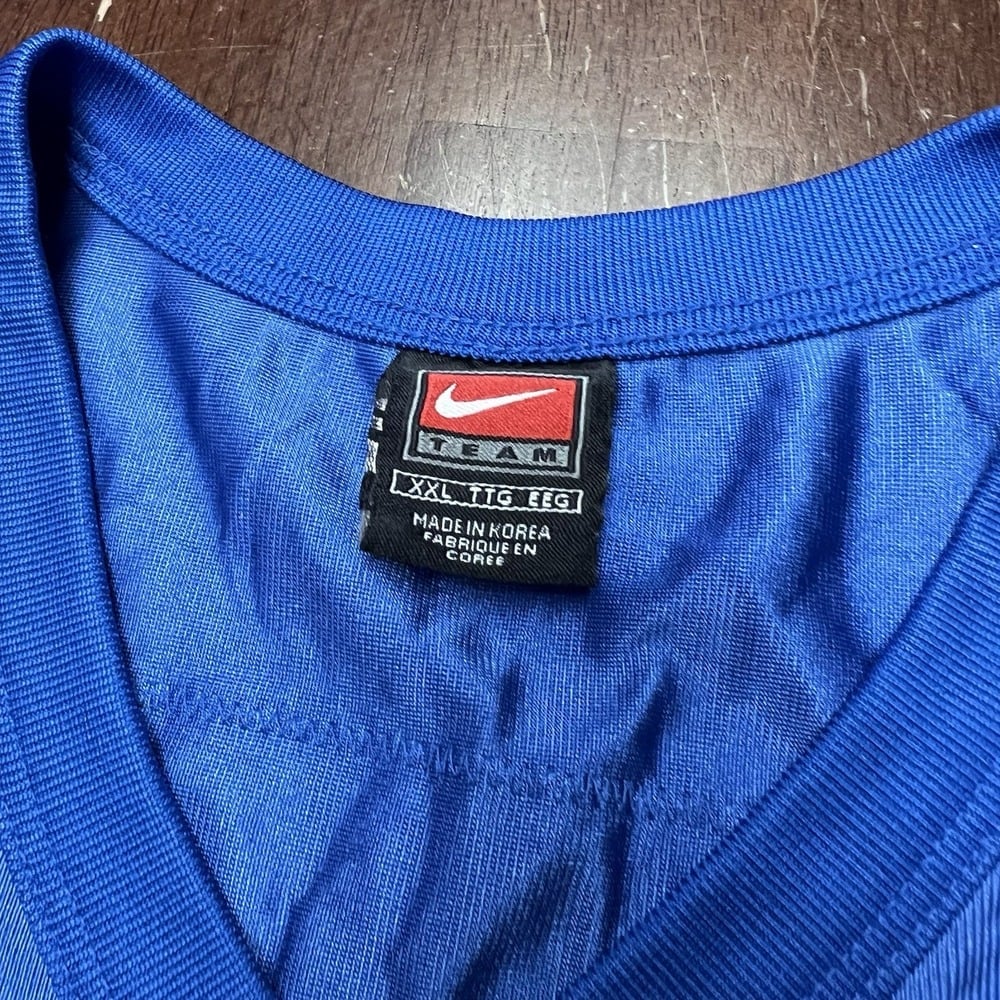 TEAM
XXL TTG EEG
MADE IN KOREA
FABRIQUE EN
COREE